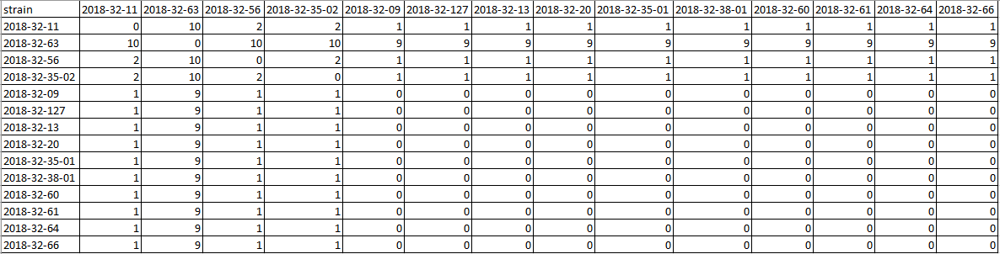 strain 2018-32-11 2018-32-63 2018-32-56 2018-32-35-02 2018-32-09 2018-32-127 2018-32-13 2018-32-20 2018-32-35-01 2018-32-38-01 2018-32-60 2018-32-61 2018-32-64 2018-32-66
2018-32-11 0 10 2 2 1 1 1 1 1 1 1 1 1 1
2018-32-63 10 0 10 10 9 9 9 9 9 9 9 9 9 9
2018-32-56 2 10 0 2 1 1 1 1 1 1 1 1 1 1
2018-32-35-02 2 10 2 0 1 1 1 1 1 1 1 1 1 1
2018-32-09 1 9 1 1 0 0 0 0 0 0 0 0 0 0
2018-32-127 1 9 1 1 0 0 0 0 0 0 0 0 0 0
2018-32-13 1 9 1 1 0 0 0 0 0 0 0 0 0 0
2018-32-20 1 9 1 1 0 0 0 0 0 0 0 0 0 0
2018-32-35-01 1 9 1 1 0 0 0 0 0 0 0 0 0 0
2018-32-38-01 1 9 1 1 0 0 0 0 0 0 0 0 0 0
2018-32-60 1 9 1 1 0 0 0 0 0 0 0 0 0 0
2018-32-61 1 9 1 1 0 0 0 0 0 0 0 0 0 0
2018-32-64 1 9 1 1 0 0 0 0 0 0 0 0 0 0
2018-32-66 1 9 1 1 0 0 0 0 0 0 0 0 0 0